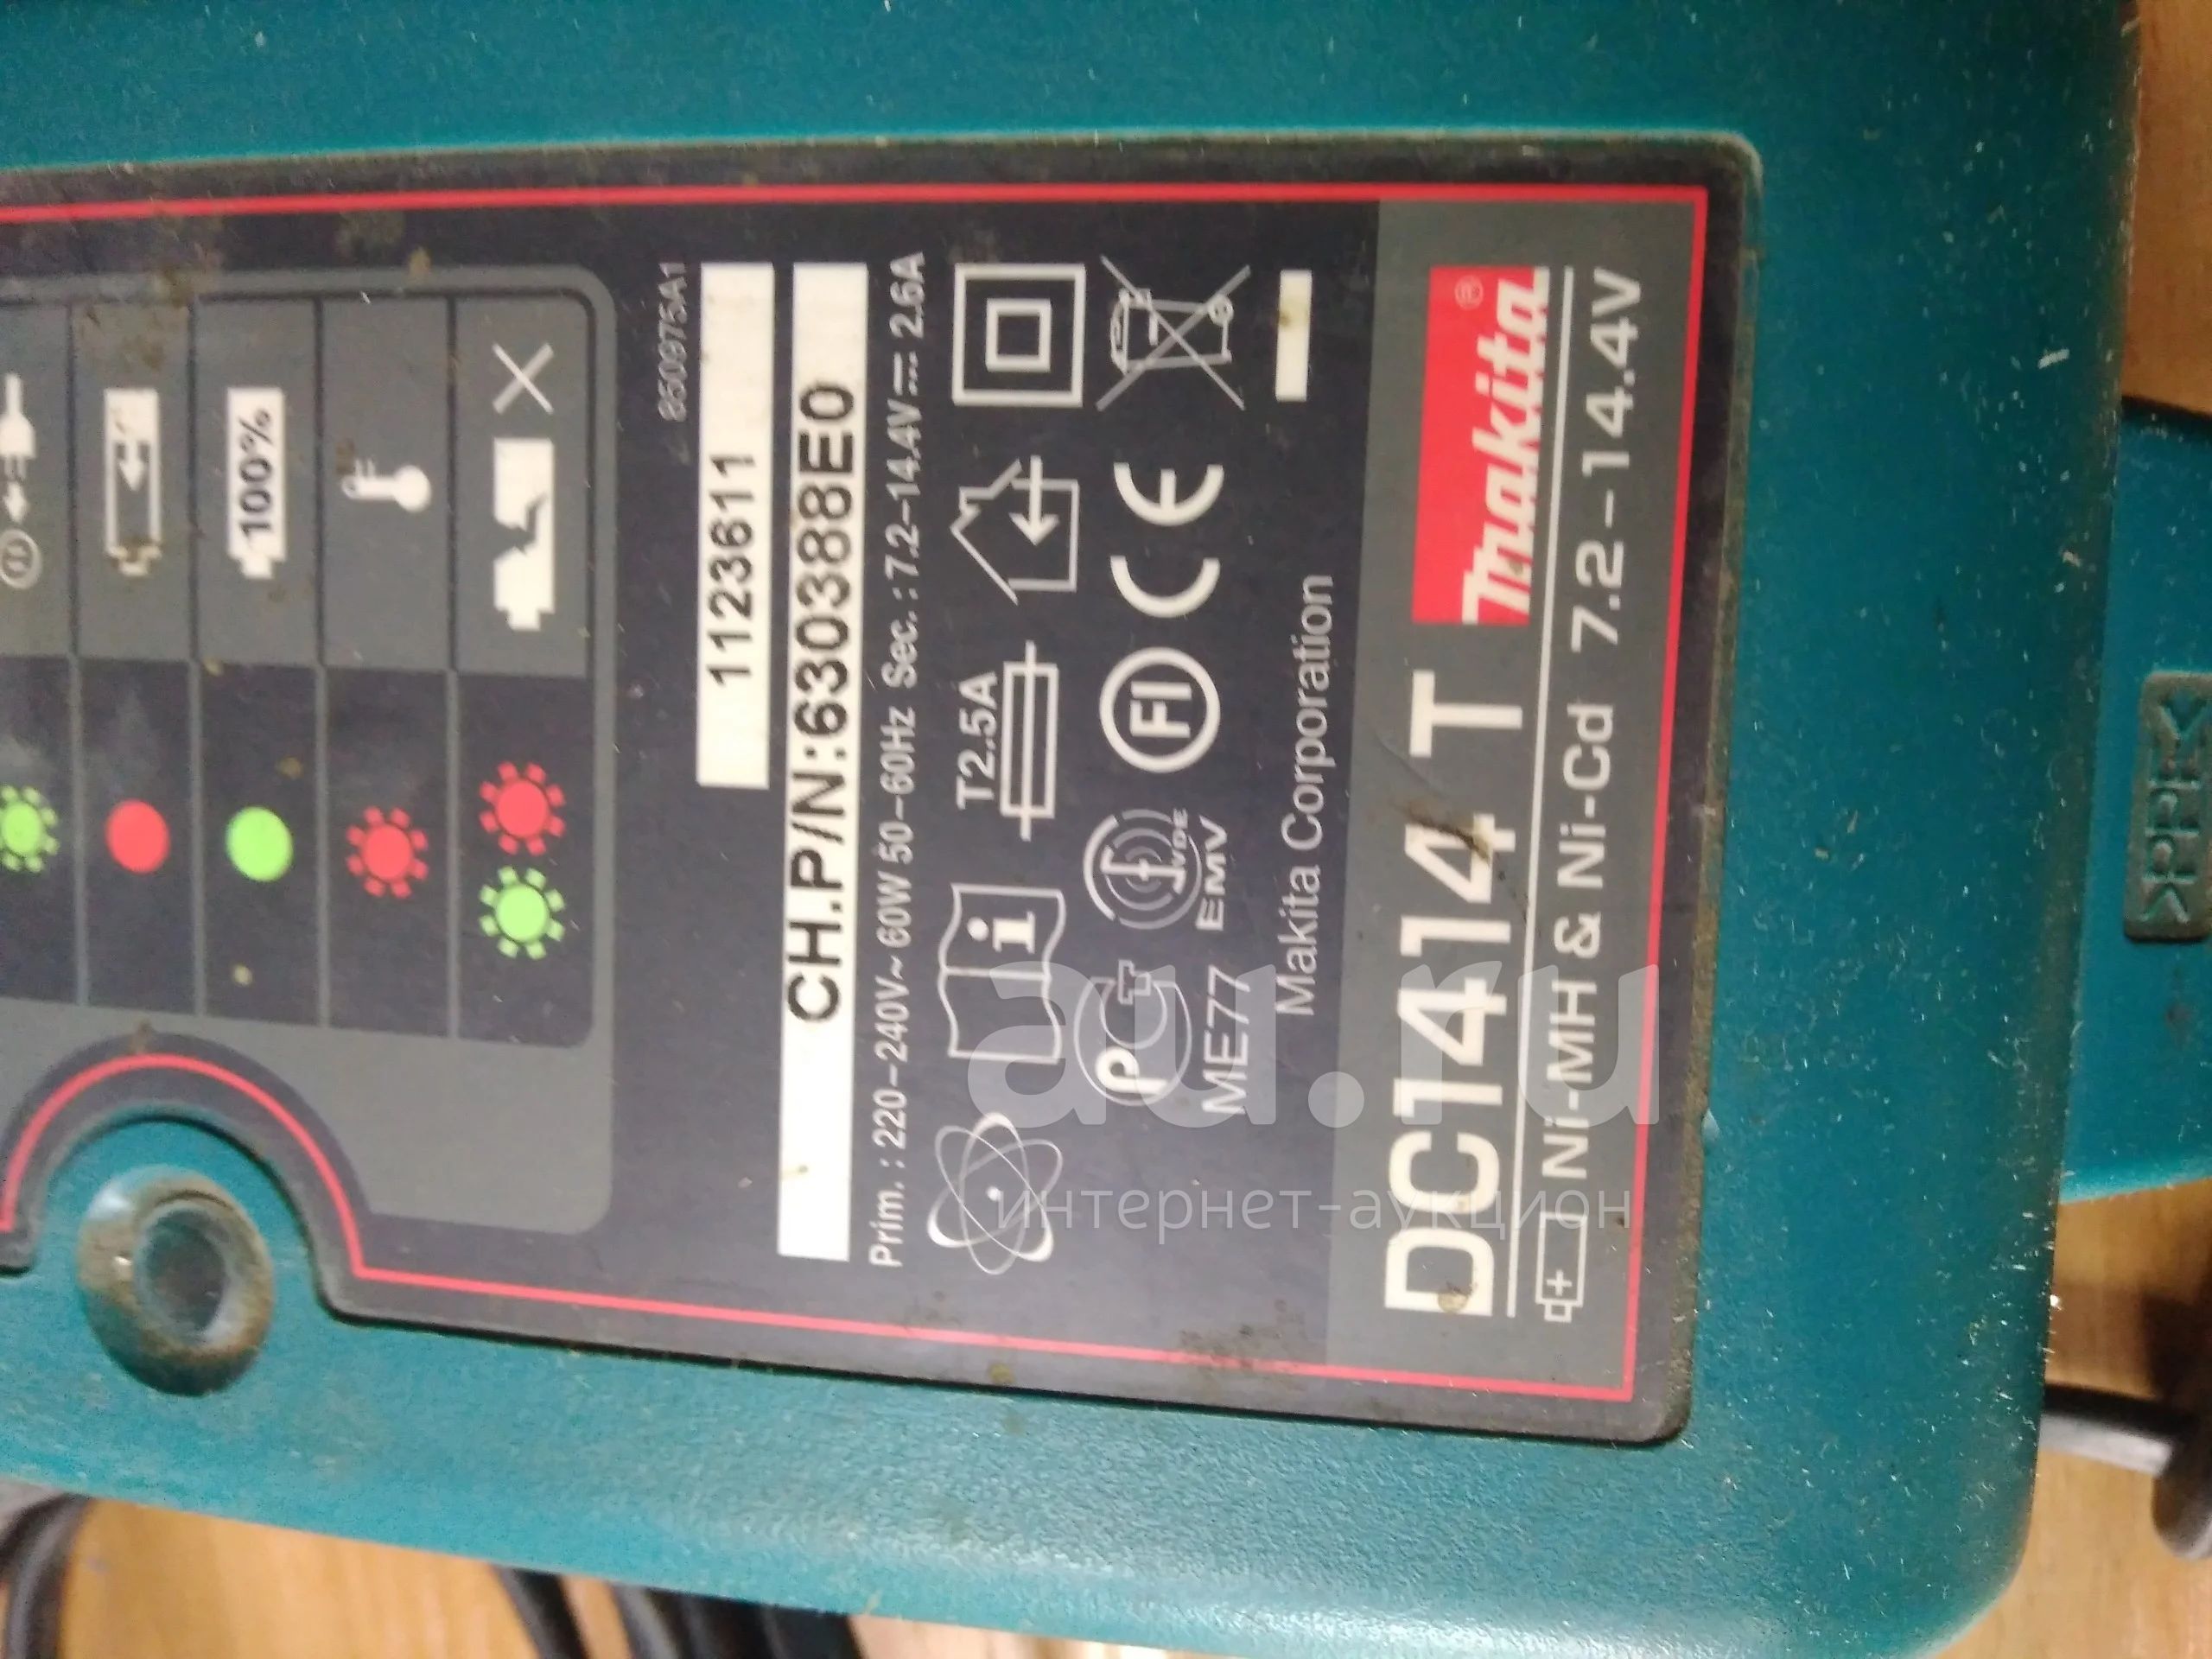 100%
860975A1
1123611
CH.P/N:630388E0
Prim. : 220–240V~ 60W 50–60Hz Sec. : 7.2–14.4V⎓ 2.6A
i T2.5A
PCT VDE FI CE
ME77 EMV
Makita Corporation
DC1414 T makita®
Ni-MH & Ni-Cd 7.2–14.4V
au.ru
интернет-аукцион